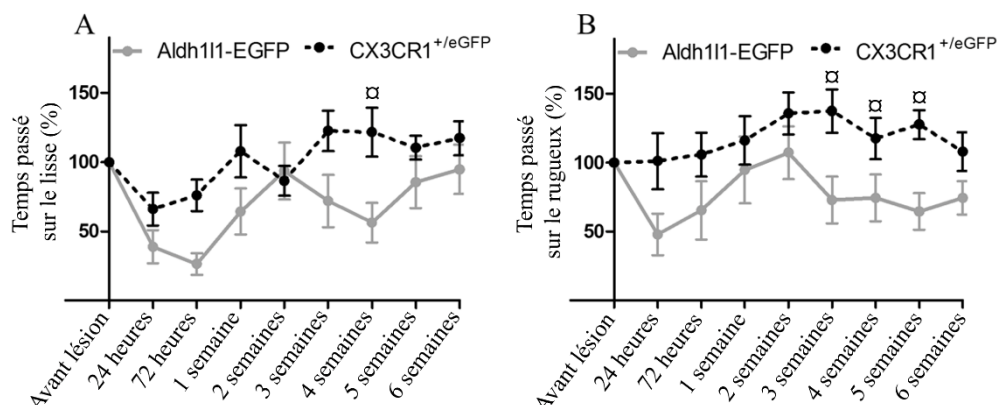 A
Aldh1l1-EGFP
CX3CR1+/eGFP
Temps passé
sur le lisse (%)
150
¤
100
50
Avant lésion
24 heures
72 heures
1 semaine
2 semaines
3 semaines
4 semaines
5 semaines
6 semaines
B
Aldh1l1-EGFP
CX3CR1+/eGFP
Temps passé
sur le rugueux (%)
150
¤
¤
¤
100
50
Avant lésion
24 heures
72 heures
1 semaine
2 semaines
3 semaines
4 semaines
5 semaines
6 semaines